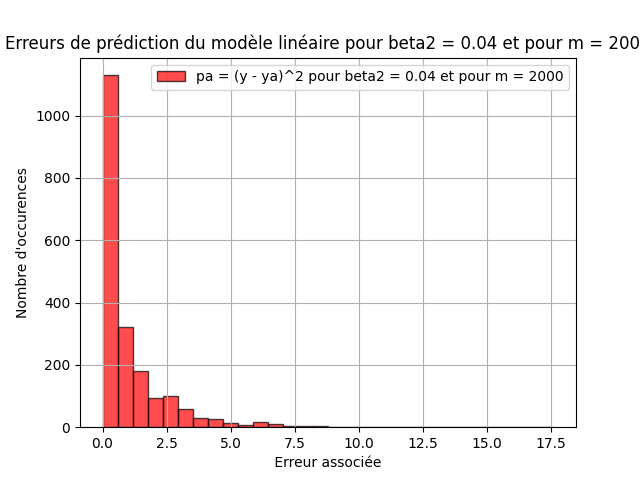 Erreurs de prédiction du modèle linéaire pour beta2 = 0.04 et pour m = 200
pa = (y - ya)^2 pour beta2 = 0.04 et pour m = 2000
Nombre d'occurences
1000
800
600
400
200
0
0.0 2.5 5.0 7.5 10.0 12.5 15.0 17.5
Erreur associée